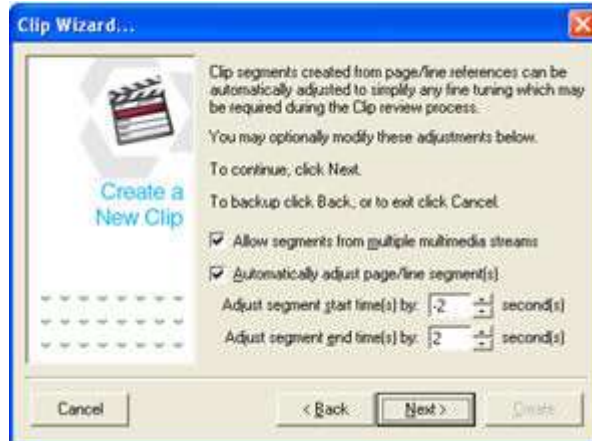 Clip Wizard...
Clip segments created from page/line references can be
automatically adjusted to simplify any fine tuning which may
be required during the Clip review process.
You may optionally modify these adjustments below.
To continue, click Next.
To backup click Back, or to exit click Cancel.
Create a
New Clip
Allow segments from multiple multimedia streams
Automatically adjust page/line segment(s)
Adjust segment start time(s) by: -2 second(s)
Adjust segment end time(s) by: 2 second(s)
Cancel
< Back
Next >
Create